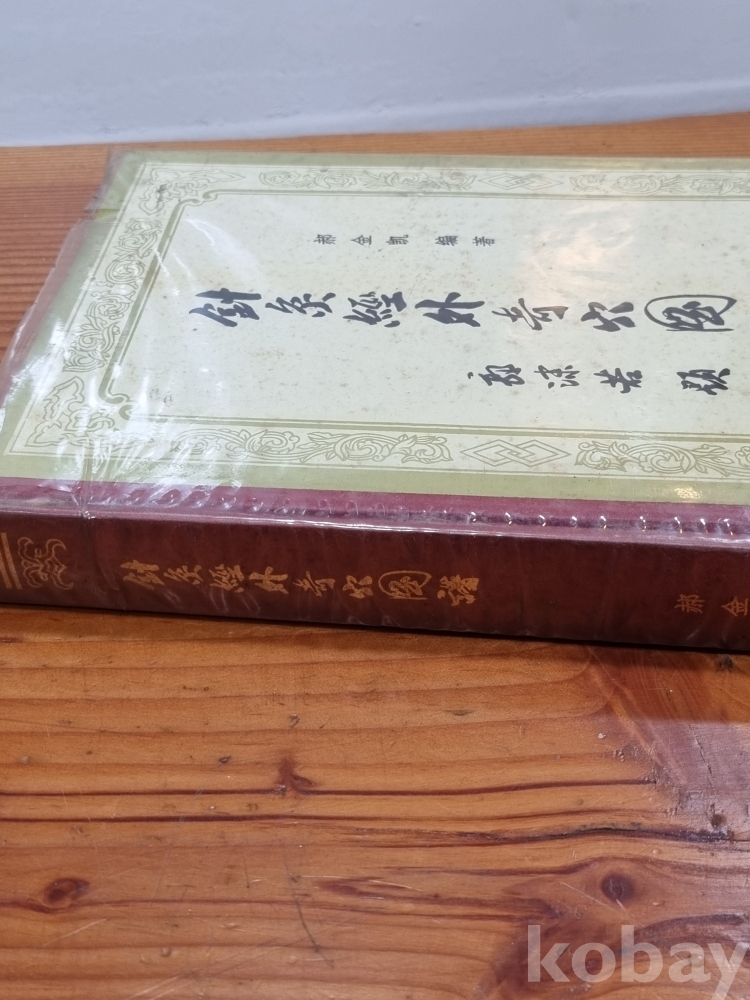 郝金凱 編著
針灸經外奇穴圖
郭沫若 題
針灸經外奇穴圖譜
郝金
kobay